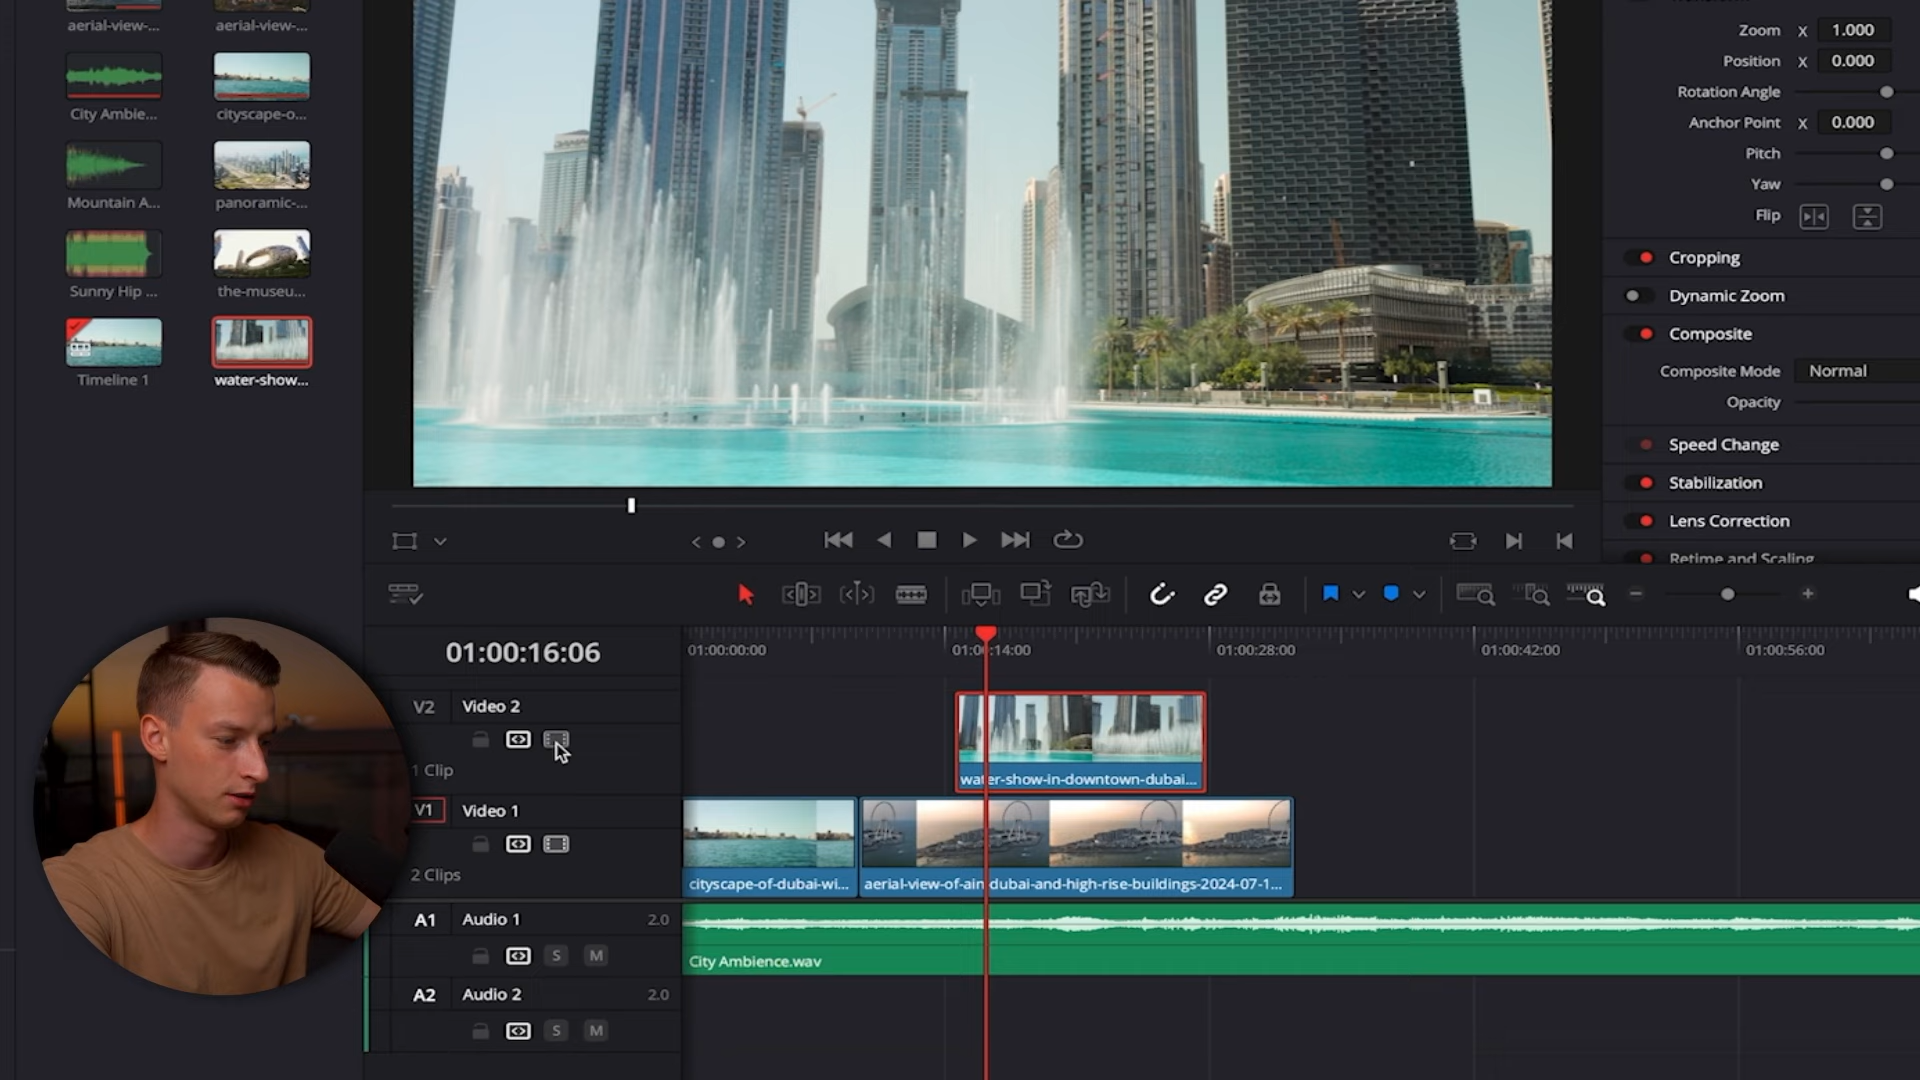 aerial-view-...
aerial-view-...
City Ambie...
cityscape-o...
Mountain A...
panoramic-...
Sunny Hip ...
the-museu...
Timeline 1
water-show...
Zoom X 1.000
Position X 0.000
Rotation Angle
Anchor Point X 0.000
Pitch
Yaw
Flip
Cropping
Dynamic Zoom
Composite
Composite Mode Normal
Opacity
Speed Change
Stabilization
Lens Correction
Retime and Scaling
01:00:16:06
01:00:00:00
01:00:14:00
01:00:28:00
01:00:42:00
01:00:56:00
V2 Video 2
1 Clip
water-show-in-downtown-dubai...
V1 Video 1
2 Clips
cityscape-of-dubai-wi...
aerial-view-of-ain-dubai-and-high-rise-buildings-2024-07-1...
A1 Audio 1 2.0
S M
City Ambience.wav
A2 Audio 2 2.0
S M